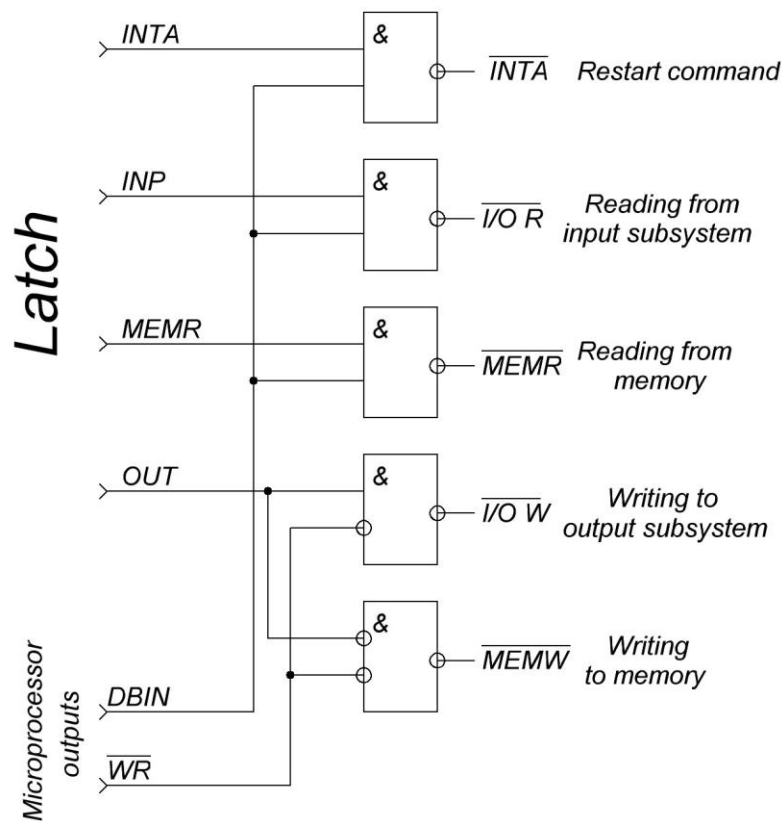 INTA
&
INTA Restart command
INP
&
I/O R Reading from
input subsystem
Latch
MEMR
&
MEMR Reading from
memory
OUT
&
I/O W Writing to
output subsystem
&
MEMW Writing
to memory
Microprocessor
outputs
DBIN
WR